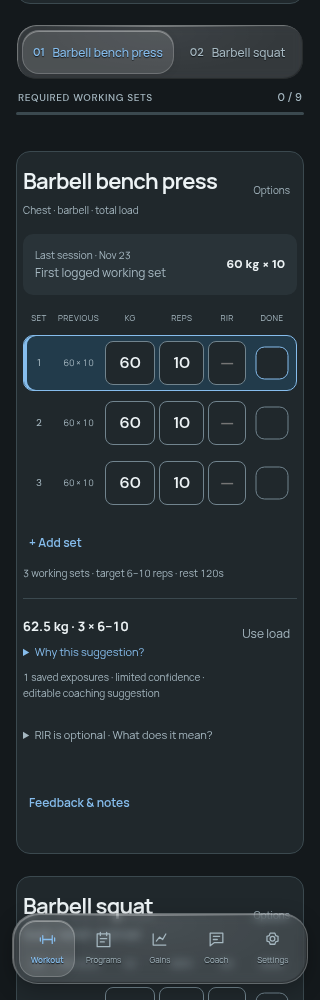 01 Barbell bench press 02 Barbell squat
REQUIRED WORKING SETS 0 / 9
Barbell bench press Options
Chest · barbell · total load
Last session · Nov 23
First logged working set 60 kg × 10
SET PREVIOUS KG REPS RIR DONE
1 60 × 10 60 10 —
2 60 × 10 60 10 —
3 60 × 10 60 10 —
+ Add set
3 working sets · target 6–10 reps · rest 120s
62.5 kg · 3 × 6–10 Use load
▶ Why this suggestion?
1 saved exposures · limited confidence ·
editable coaching suggestion
▶ RIR is optional · What does it mean?
Feedback & notes
Barbell squat Options
Workout Programs Gains Coach Settings